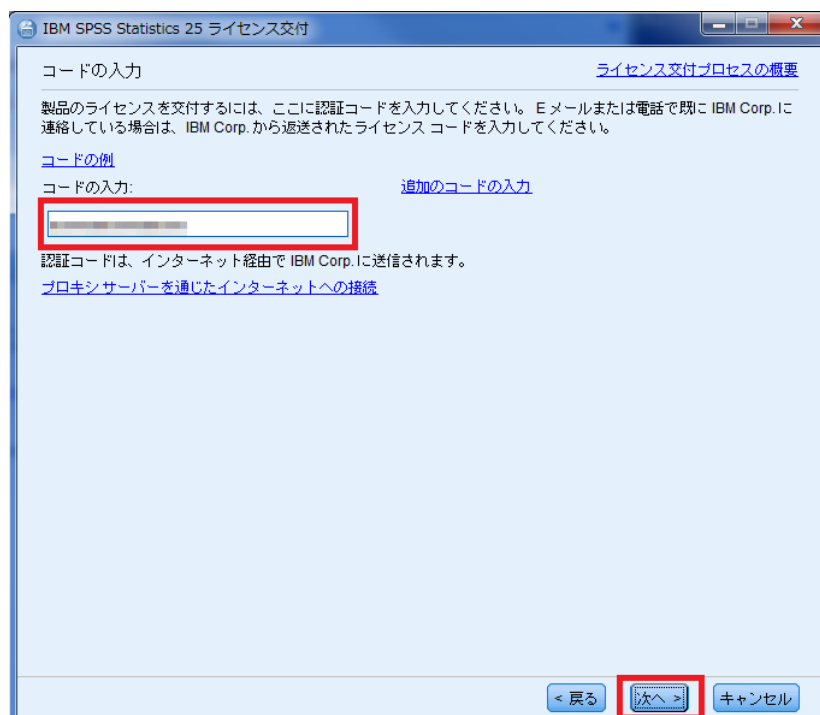 IBM SPSS Statistics 25 ライセンス交付
コードの入力
ライセンス交付プロセスの概要
製品のライセンスを交付するには、ここに認証コードを入力してください。 E メールまたは電話で既に IBM Corp. に
連絡している場合は、IBM Corp. から返送されたライセンス コードを入力してください。
コードの例
コードの入力:
追加のコードの入力
認証コードは、インターネット経由で IBM Corp. に送信されます。
プロキシ サーバーを通じたインターネットへの接続
< 戻る
次へ >
キャンセル